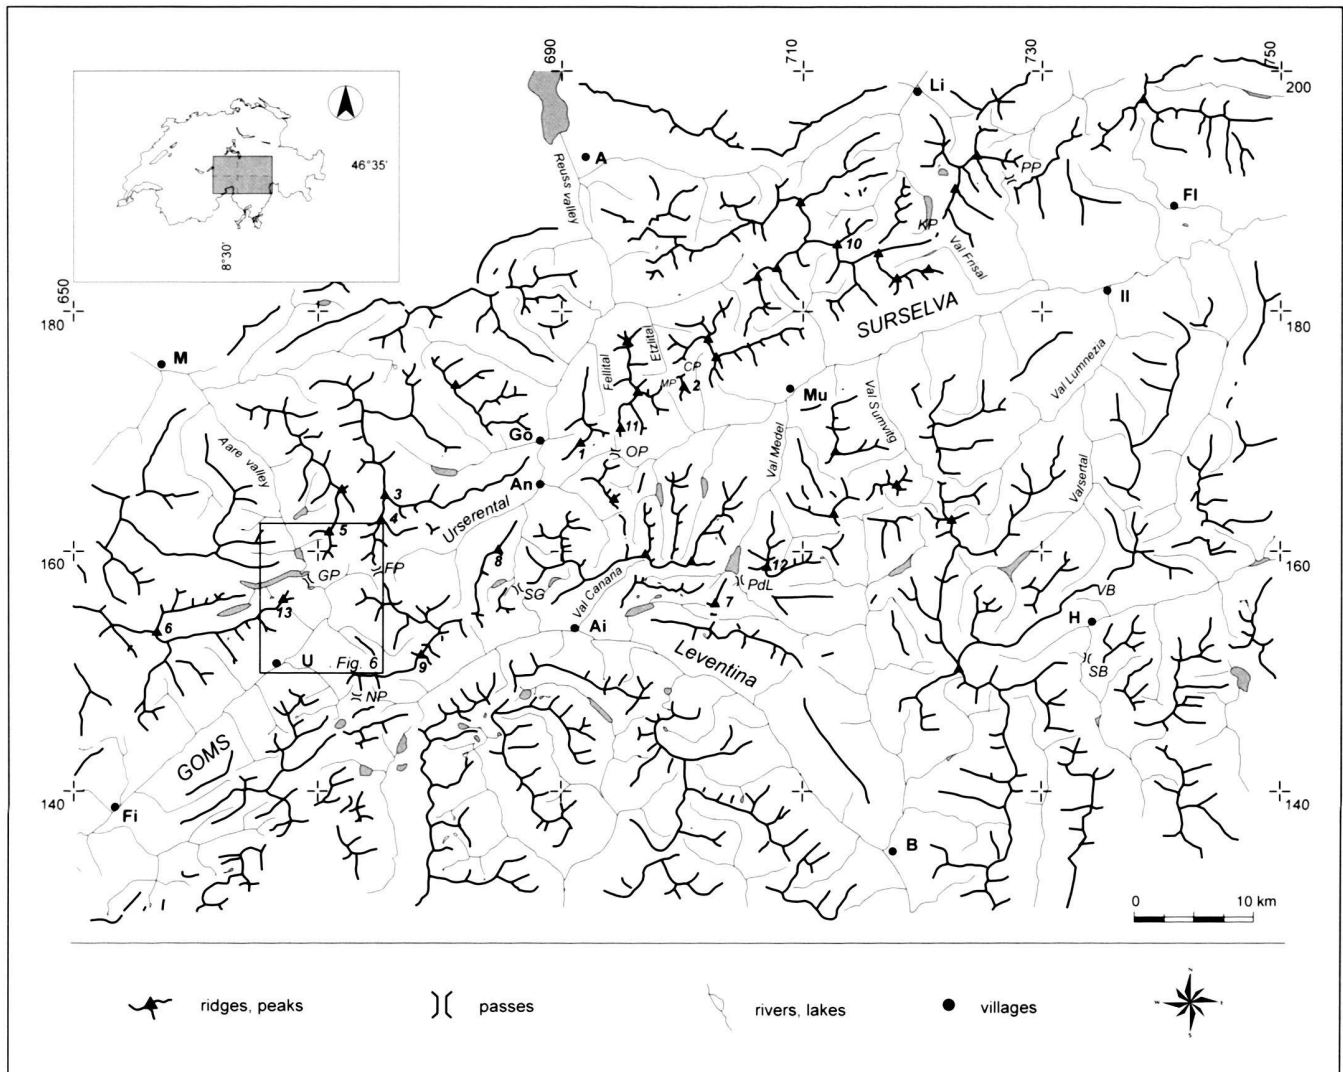 690
710
730
750
200
46°35'
8°30'
Li
A
Reuss valley
PP
Fl
KP
10
Val Frisal
650
180
SURSELVA
Il
180
M
Etzlital
Fellital
CP
MP
2
Mu
Val Lumnezia
Val Sumvitg
Gö
1
11
OP
Val Medel
Aare valley
An
Valsertal
3
4
Urserental
5
160
8
160
GP
FP
SG
12
PdL
7
VB
13
Val Canaria
6
H
Ai
U
Fig. 6
9
Leventina
SB
NP
GOMS
140
140
Fi
B
0
10 km
ridges, peaks
passes
rivers, lakes
villages
N
W
E
S